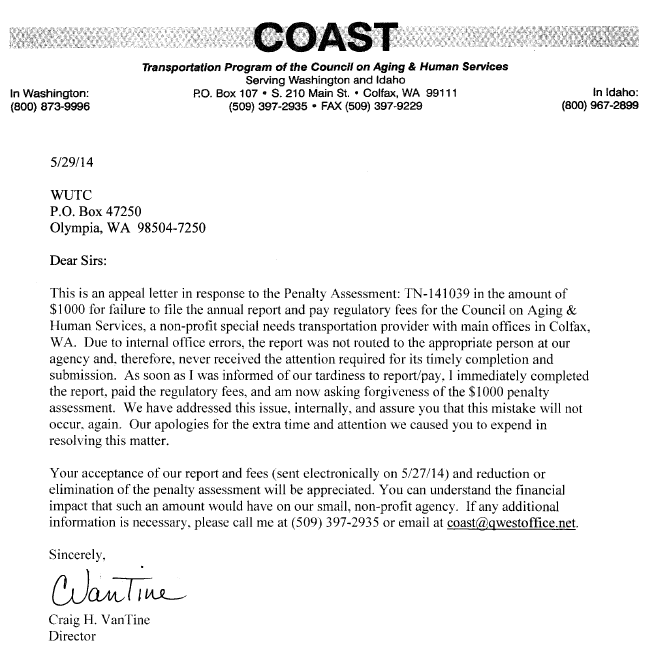 COAST
Transportation Program of the Council on Aging & Human Services
Serving Washington and Idaho
In Washington: P.O. Box 107 • S. 210 Main St. • Colfax, WA 99111 In Idaho:
(800) 873-9996 (509) 397-2935 • FAX (509) 397-9229 (800) 967-2899
5/29/14
WUTC
P.O. Box 47250
Olympia, WA 98504-7250
Dear Sirs:
This is an appeal letter in response to the Penalty Assessment: TN-141039 in the amount of
$1000 for failure to file the annual report and pay regulatory fees for the Council on Aging &
Human Services, a non-profit special needs transportation provider with main offices in Colfax,
WA. Due to internal office errors, the report was not routed to the appropriate person at our
agency and, therefore, never received the attention required for its timely completion and
submission. As soon as I was informed of our tardiness to report/pay, I immediately completed
the report, paid the regulatory fees, and am now asking forgiveness of the $1000 penalty
assessment. We have addressed this issue, internally, and assure you that this mistake will not
occur, again. Our apologies for the extra time and attention we caused you to expend in
resolving this matter.
Your acceptance of our report and fees (sent electronically on 5/27/14) and reduction or
elimination of the penalty assessment will be appreciated. You can understand the financial
impact that such an amount would have on our small, non-profit agency. If any additional
information is necessary, please call me at (509) 397-2935 or email at coast@qwestoffice.net.
Sincerely,
CVanTine
Craig H. VanTine
Director